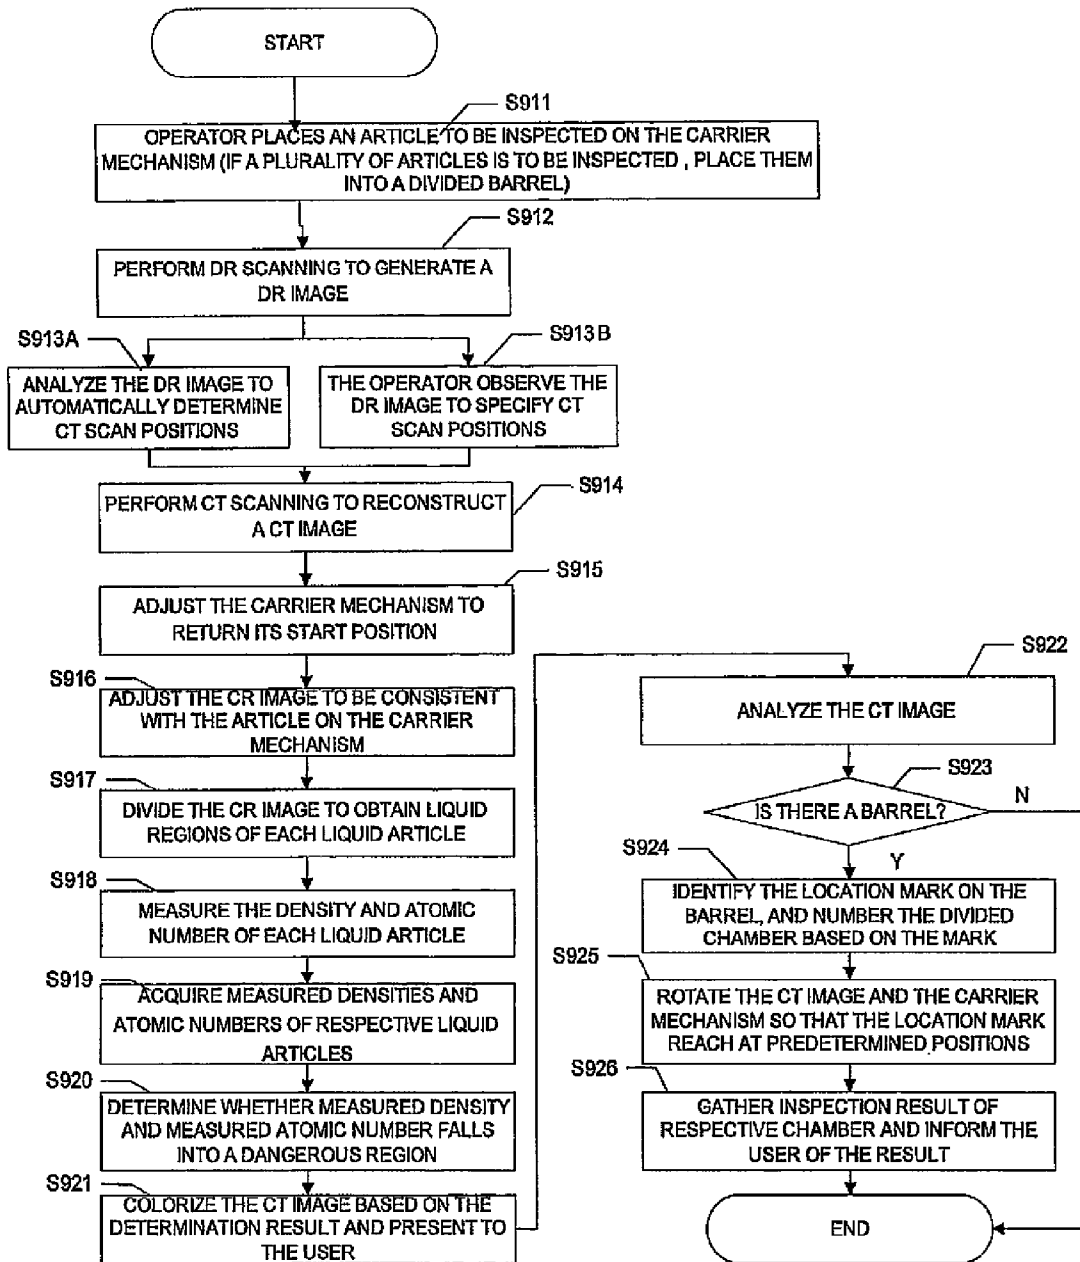 START
S911
OPERATOR PLACES AN ARTICLE TO BE INSPECTED ON THE CARRIER
MECHANISM (IF A PLURALITY OF ARTICLES IS TO BE INSPECTED , PLACE THEM
INTO A DIVIDED BARREL)
S912
PERFORM DR SCANNING TO GENERATE A
DR IMAGE
S913A
ANALYZE THE DR IMAGE TO
AUTOMATICALLY DETERMINE
CT SCAN POSITIONS
S913B
THE OPERATOR OBSERVE THE
DR IMAGE TO SPECIFY CT
SCAN POSITIONS
S914
PERFORM CT SCANNING TO RECONSTRUCT
A CT IMAGE
S915
ADJUST THE CARRIER MECHANISM TO
RETURN ITS START POSITION
S916
ADJUST THE CR IMAGE TO BE CONSISTENT
WITH THE ARTICLE ON THE CARRIER
MECHANISM
S917
DIVIDE THE CR IMAGE TO OBTAIN LIQUID
REGIONS OF EACH LIQUID ARTICLE
S918
MEASURE THE DENSITY AND ATOMIC
NUMBER OF EACH LIQUID ARTICLE
S919
ACQUIRE MEASURED DENSITIES AND
ATOMIC NUMBERS OF RESPECTIVE LIQUID
ARTICLES
S920
DETERMINE WHETHER MEASURED DENSITY
AND MEASURED ATOMIC NUMBER FALLS
INTO A DANGEROUS REGION
S921
COLORIZE THE CT IMAGE BASED ON THE
DETERMINATION RESULT AND PRESENT TO
THE USER
S922
ANALYZE THE CT IMAGE
S923
IS THERE A BARREL?
N
Y
S924
IDENTIFY THE LOCATION MARK ON THE
BARREL, AND NUMBER THE DIVIDED
CHAMBER BASED ON THE MARK
S925
ROTATE THE CT IMAGE AND THE CARRIER
MECHANISM SO THAT THE LOCATION MARK
REACH AT PREDETERMINED POSITIONS
S926
GATHER INSPECTION RESULT OF
RESPECTIVE CHAMBER AND INFORM THE
USER OF THE RESULT
END